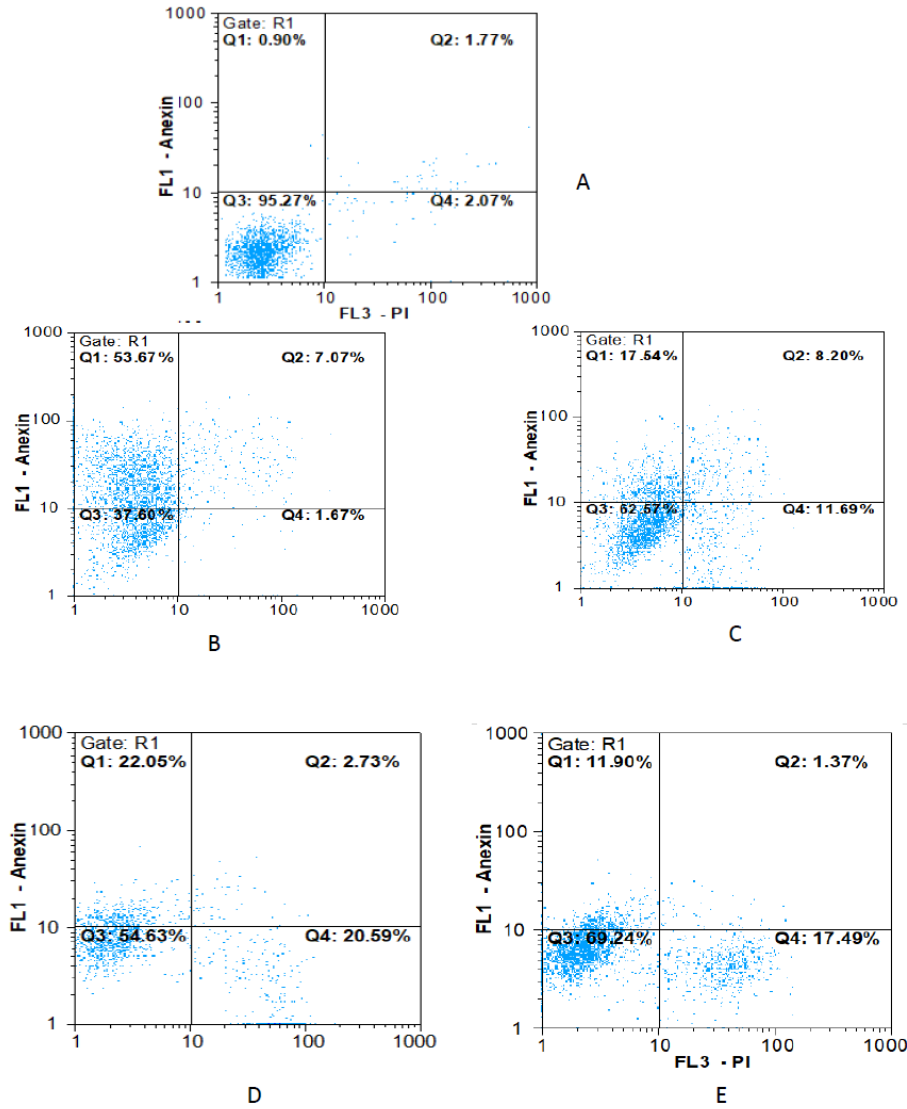 Gate: R1
Q1: 0.90% Q2: 1.77%
Q3: 95.27% Q4: 2.07%
1000
100
10
1
1 10 100 1000
FL1 - Anexin
FL3 - PI
A
Gate: R1
Q1: 53.67% Q2: 7.07%
Q3: 37.60% Q4: 1.67%
1000
100
10
1
1 10 100 1000
FL1 - Anexin
B
Gate: R1
Q1: 17.54% Q2: 8.20%
Q3: 62.57% Q4: 11.69%
1000
100
10
1
1 10 100 1000
FL1 - Anexin
C
Gate: R1
Q1: 22.05% Q2: 2.73%
Q3: 54.63% Q4: 20.59%
1000
100
10
1
1 10 100 1000
FL1 - Anexin
D
Gate: R1
Q1: 11.90% Q2: 1.37%
Q3: 69.24% Q4: 17.49%
1000
100
10
1
1 10 100 1000
FL1 - Anexin
FL3 - PI
E